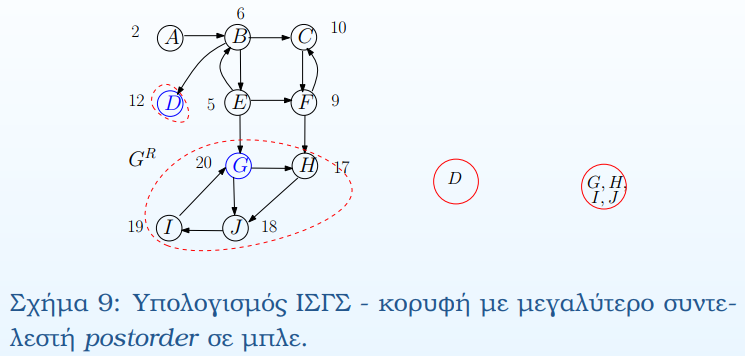 6
2 A B C 10
12 D 5 E F 9
G^R 20 G H 17
D G, H,
I, J
19 I J 18
Σχήμα 9: Υπολογισμός ΙΣΓΣ - κορυφή με μεγαλύτερο συντε-
λεστή postorder σε μπλε.